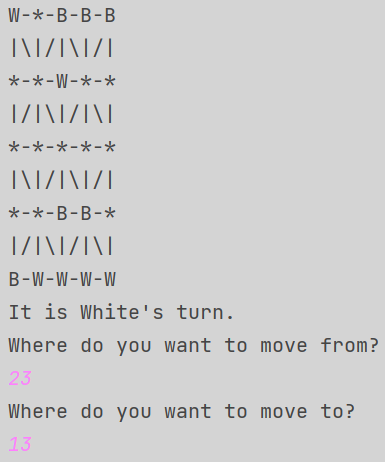 W-*-B-B-B
|\|/|\|/|
*-*-W-*-*
|/|\|/|\|
*-*-*-*-*
|\|/|\|/|
*-*-B-B-*
|/|\|/|\|
B-W-W-W-W
It is White's turn.
Where do you want to move from?
23
Where do you want to move to?
13